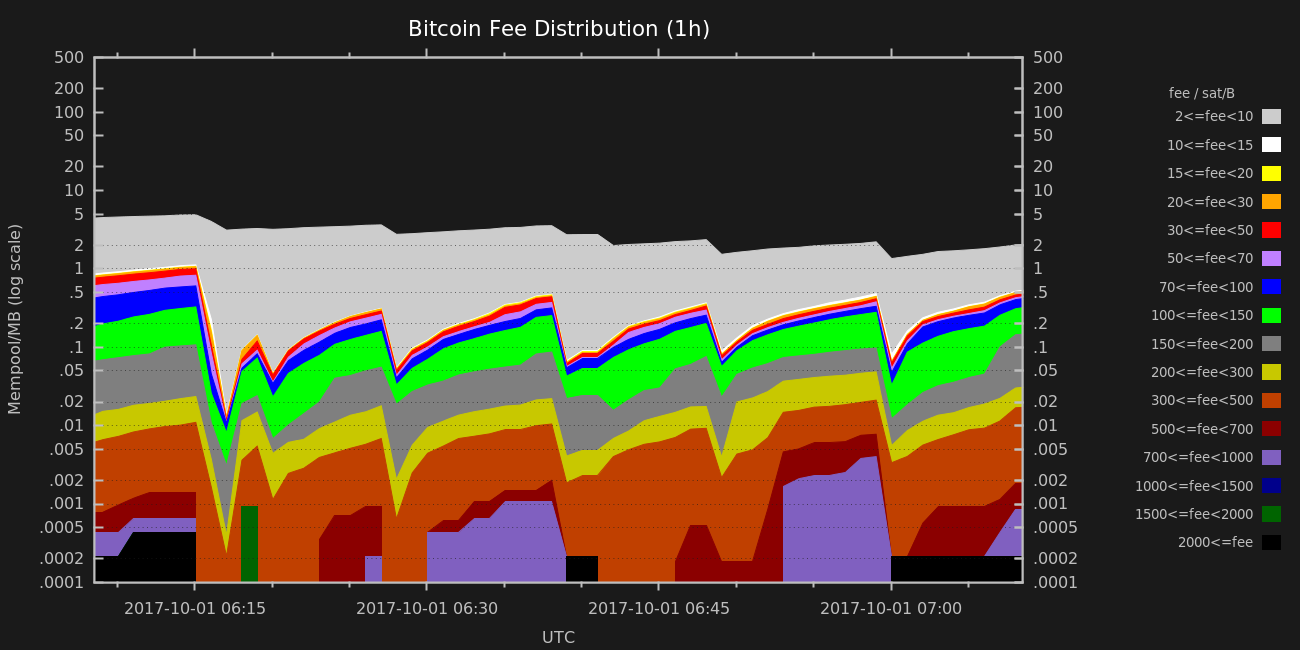 Bitcoin Fee Distribution (1h)
Mempool/MB (log scale)
500
200
100
50
20
10
5
2
1
.5
.2
.1
.05
.02
.01
.005
.002
.001
.0005
.0002
.0001
500
200
100
50
20
10
5
2
1
.5
.2
.1
.05
.02
.01
.005
.002
.001
.0005
.0002
.0001
2017-10-01 06:15 2017-10-01 06:30 2017-10-01 06:45 2017-10-01 07:00
UTC
fee / sat/B
2<=fee<10
10<=fee<15
15<=fee<20
20<=fee<30
30<=fee<50
50<=fee<70
70<=fee<100
100<=fee<150
150<=fee<200
200<=fee<300
300<=fee<500
500<=fee<700
700<=fee<1000
1000<=fee<1500
1500<=fee<2000
2000<=fee